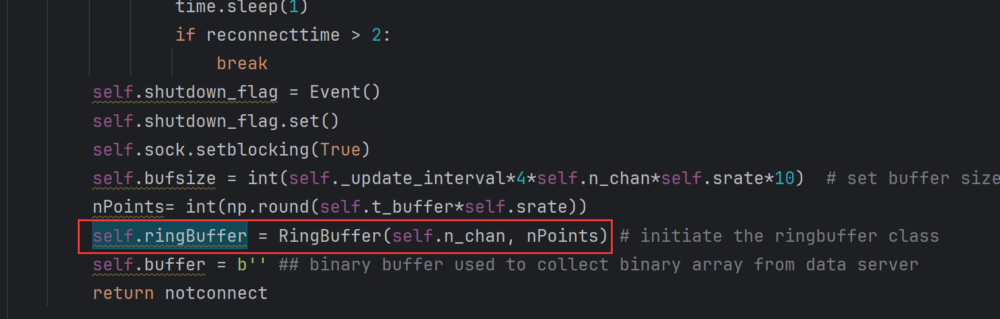 time.sleep(1)
if reconnecttime > 2:
break
self.shutdown_flag = Event()
self.shutdown_flag.set()
self.sock.setblocking(True)
self.bufsize = int(self._update_interval*4*self.n_chan*self.srate*10)  # set buffer size
nPoints= int(np.round(self.t_buffer*self.srate))
self.ringBuffer = RingBuffer(self.n_chan, nPoints) # initiate the ringbuffer class
self.buffer = b'' ## binary buffer used to collect binary array from data server
return notconnect